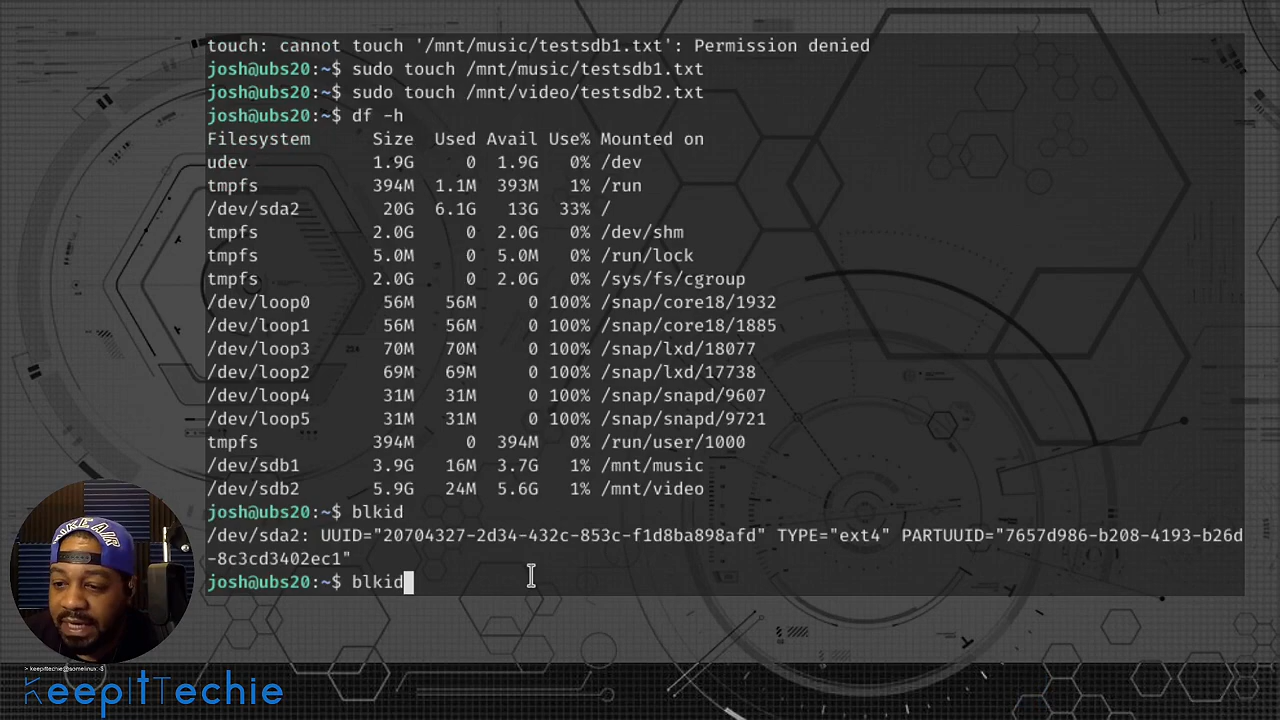 touch: cannot touch '/mnt/music/testsdb1.txt': Permission denied
josh@ubs20:~$ sudo touch /mnt/music/testsdb1.txt
josh@ubs20:~$ sudo touch /mnt/video/testsdb2.txt
josh@ubs20:~$ df -h
Filesystem      Size  Used Avail Use% Mounted on
udev            1.9G     0  1.9G   0% /dev
tmpfs           394M  1.1M  393M   1% /run
/dev/sda2        20G  6.1G   13G  33% /
tmpfs           2.0G     0  2.0G   0% /dev/shm
tmpfs           5.0M     0  5.0M   0% /run/lock
tmpfs           2.0G     0  2.0G   0% /sys/fs/cgroup
/dev/loop0       56M   56M     0 100% /snap/core18/1932
/dev/loop1       56M   56M     0 100% /snap/core18/1885
/dev/loop3       70M   70M     0 100% /snap/lxd/18077
/dev/loop2       69M   69M     0 100% /snap/lxd/17738
/dev/loop4       31M   31M     0 100% /snap/snapd/9607
/dev/loop5       31M   31M     0 100% /snap/snapd/9721
tmpfs           394M     0  394M   0% /run/user/1000
/dev/sdb1       3.9G   16M  3.7G   1% /mnt/music
/dev/sdb2       5.9G   24M  5.6G   1% /mnt/video
josh@ubs20:~$ blkid
/dev/sda2: UUID="20704327-2d34-432c-853c-f1d8ba898afd" TYPE="ext4" PARTUUID="7657d986-b208-4193-b26d
-8c3cd3402ec1"
josh@ubs20:~$ blkid
> keepittechie@somelinux:~$
KeepItTechie